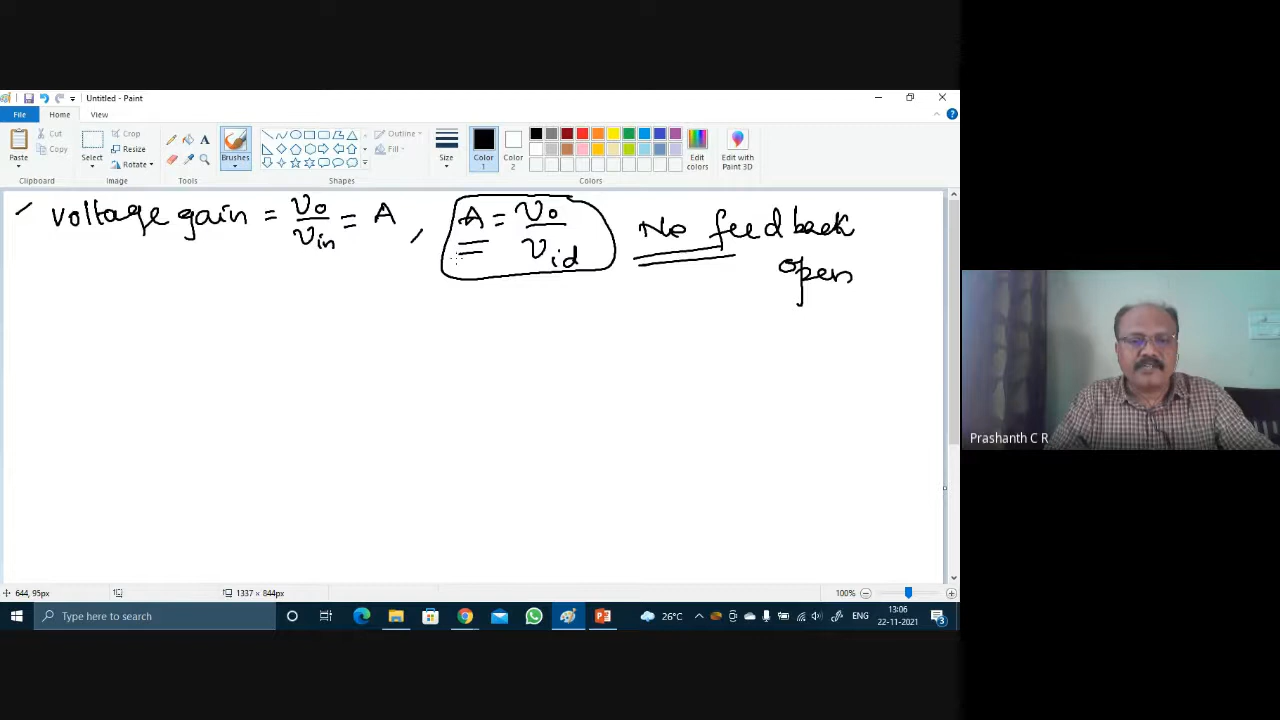 Untitled - Paint
File Home View
Paste Cut Copy Select Crop Resize Rotate Brushes Outline Fill Size Color 1 Color 2 Edit colors Edit with Paint 3D
Clipboard Image Tools Shapes Colors
voltage gain = vo/vin = A , A = vo/vid No feedback
open
Prashanth C R
644, 95px 1337 × 844px 100%
Type here to search 26°C ENG 13:06 22-11-2021 3